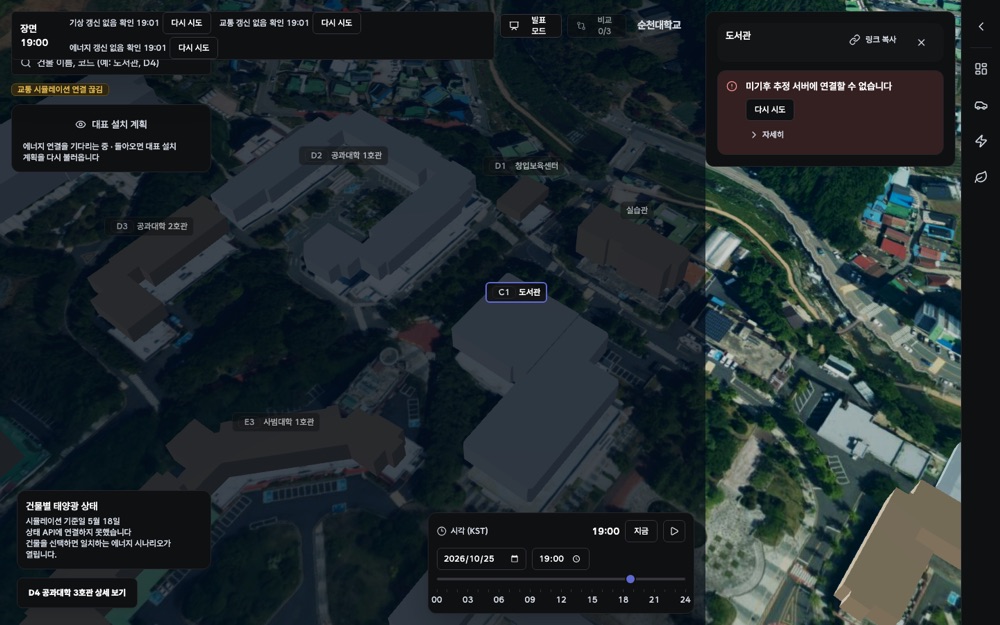 장면
19:00
기상 갱신 없음 확인 19:01 다시 시도
교통 갱신 없음 확인 19:01 다시 시도
에너지 갱신 없음 확인 19:01 다시 시도
발표 모드
비교 0/3
순천대학교
건물 이름, 코드 (예: 도서관, D4)
교통 시뮬레이션 연결 끊김
대표 설치 계획
에너지 연결을 기다리는 중 · 돌아오면 대표 설치
계획을 다시 불러옵니다
도서관
링크 복사
미기후 추정 서버에 연결할 수 없습니다
다시 시도
자세히
D2 공과대학 1호관
D1 창업보육센터
실습관
D3 공과대학 2호관
C1 도서관
E3 사범대학 1호관
건물별 태양광 상태
시뮬레이션 기준일 5월 18일
상태 API에 연결하지 못했습니다
건물을 선택하면 일치하는 에너지 시나리오가
열립니다.
D4 공과대학 3호관 상세 보기
시각 (KST)
19:00 지금
2026/10/25 19:00
00 03 06 09 12 15 18 21 24